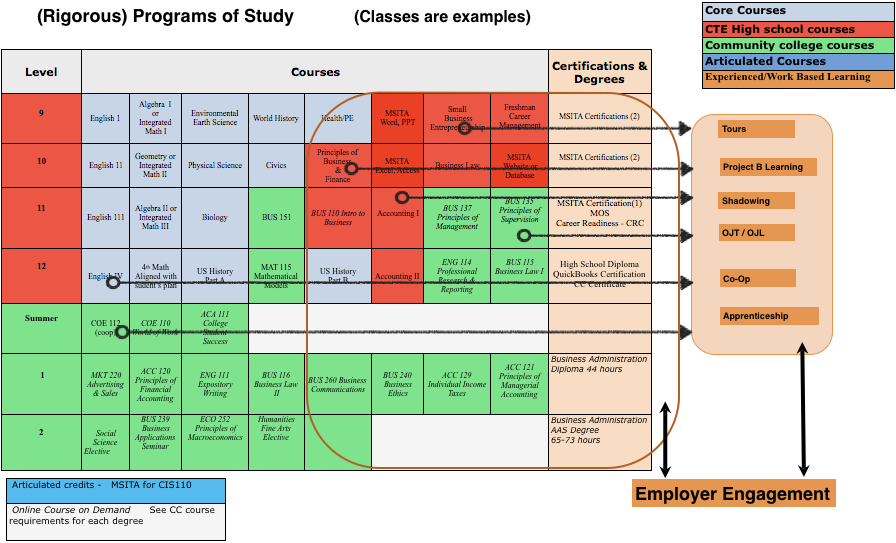 (Rigorous) Programs of Study
(Classes are examples)
Core Courses
CTE High school courses
Community college courses
Articulated Courses
Experienced/Work Based Learning
Level
Courses
Certifications &
Degrees
9
English 1
Algebra I
or
Integrated
Math I
Environmental
Earth Science
World History
Health/PE
MSITA
Word, PPT
Small
Business
Entrepreneurship
Freshman
Career
Management
MSITA Certifications (2)
10
English 11
Geometry or
Integrated
Math II
Physical Science
Civics
Principles of
Business
&
Finance
MSITA
Excel, Access
Business Law
MSITA
Website or
Database
MSITA Certifications (2)
11
English 111
Algebra II or
Integrated
Math III
Biology
BUS 151
BUS 110 Intro to
Business
Accounting I
BUS 137
Principles of
Management
BUS 135
Principles of
Supervision
MSITA Certification(1)
MOS
Career Readiness - CRC
12
English IV
4th Math
Aligned with
student's plan
US History
Part A
MAT 115
Mathematical
Models
US History
Part B
Accounting II
ENG 114
Professional
Research &
Reporting
BUS 115
Business Law I
High School Diploma
QuickBooks Certification
CC Certificate
Summer
COE 112
(coop)
COE 110
World of Work
ACA 111
College
Student
Success
1
MKT 220
Advertising
& Sales
ACC 120
Principles of
Financial
Accounting
ENG 111
Expository
Writing
BUS 116
Business Law
II
BUS 260 Business
Communications
BUS 240
Business
Ethics
ACC 129
Individual Income
Taxes
ACC 121
Principles of
Managerial
Accounting
Business Administration
Diploma 44 hours
2
Social
Science
Elective
BUS 239
Business
Applications
Seminar
ECO 252
Principles of
Macroeconomics
Humanities
Fine Arts
Elective
Business Administration
AAS Degree
65-73 hours
Tours
Project B Learning
Shadowing
OJT / OJL
Co-Op
Apprenticeship
Employer Engagement
Articulated credits - MSITA for CIS110
Online Course on Demand See CC course
requirements for each degree